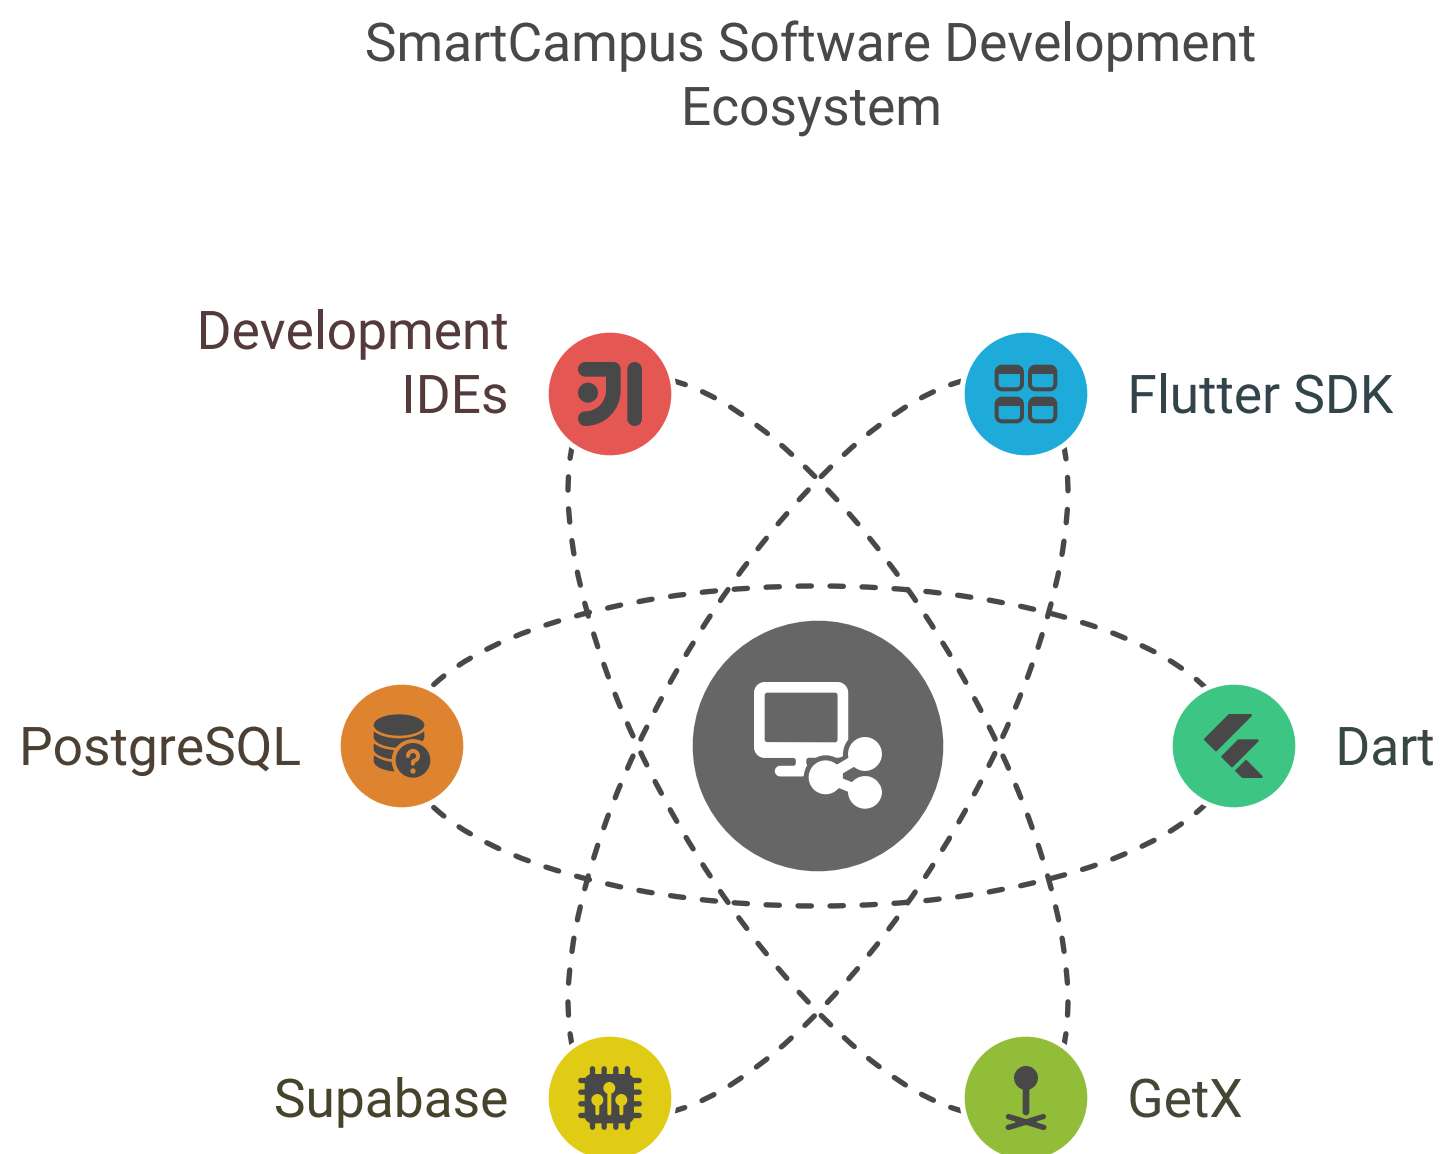 SmartCampus Software Development
Ecosystem
Development
IDEs
Flutter SDK
PostgreSQL
Dart
Supabase
GetX